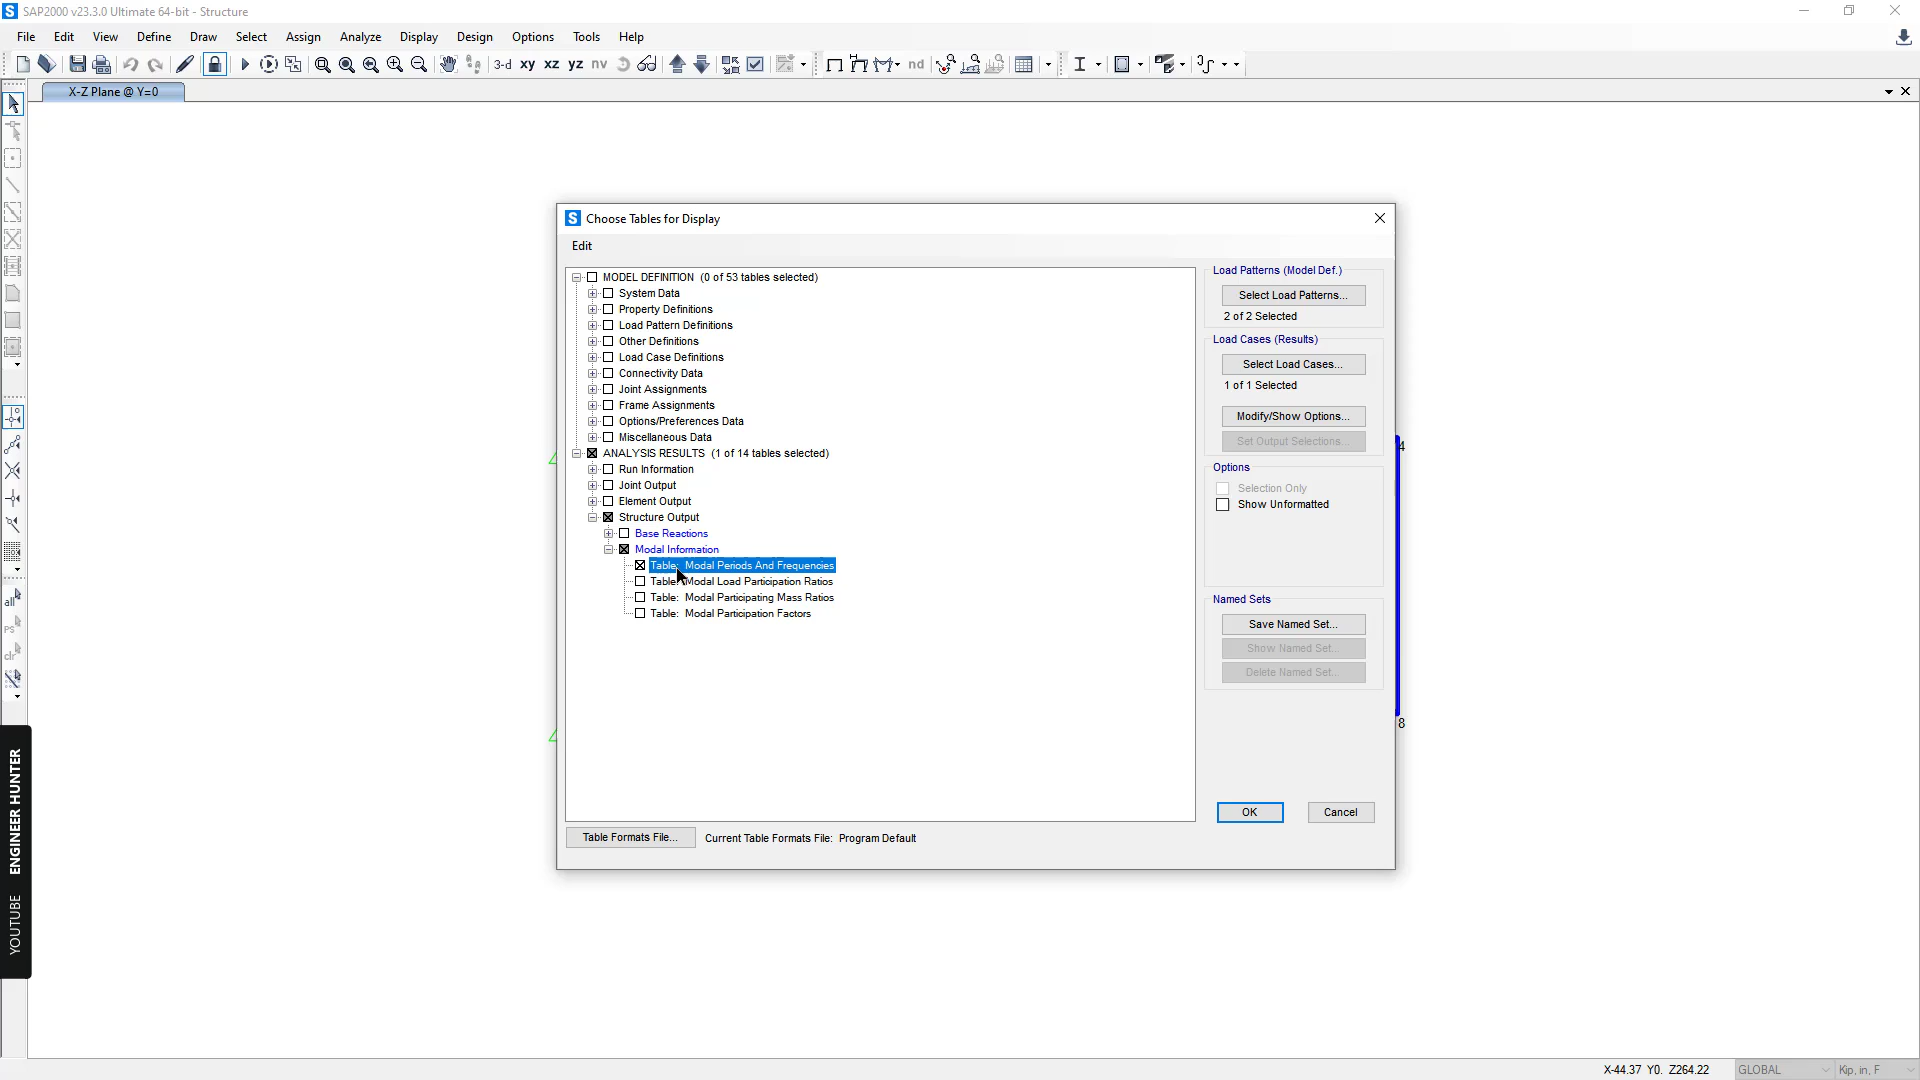 SAP2000 v23.3.0 Ultimate 64-bit - Structure
File Edit View Define Draw Select Assign Analyze Display Design Options Tools Help
3-d xy xz yz nv nd
X-Z Plane @ Y=0
Choose Tables for Display
Edit
MODEL DEFINITION (0 of 53 tables selected)
System Data
Property Definitions
Load Pattern Definitions
Other Definitions
Load Case Definitions
Connectivity Data
Joint Assignments
Frame Assignments
Options/Preferences Data
Miscellaneous Data
ANALYSIS RESULTS (1 of 14 tables selected)
Run Information
Joint Output
Element Output
Structure Output
Base Reactions
Modal Information
Table: Modal Periods And Frequencies
Table: Modal Load Participation Ratios
Table: Modal Participating Mass Ratios
Table: Modal Participation Factors
Load Patterns (Model Def.)
Select Load Patterns...
2 of 2 Selected
Load Cases (Results)
Select Load Cases...
1 of 1 Selected
Modify/Show Options...
Set Output Selections...
Options
Selection Only
Show Unformatted
Named Sets
Save Named Set...
Show Named Set...
Delete Named Set...
OK Cancel
Table Formats File... Current Table Formats File: Program Default
4
8
all
PS
clr
YOUTUBE ENGINEER HUNTER
X-44.37 Y0. Z264.22
GLOBAL
Kip, in, F